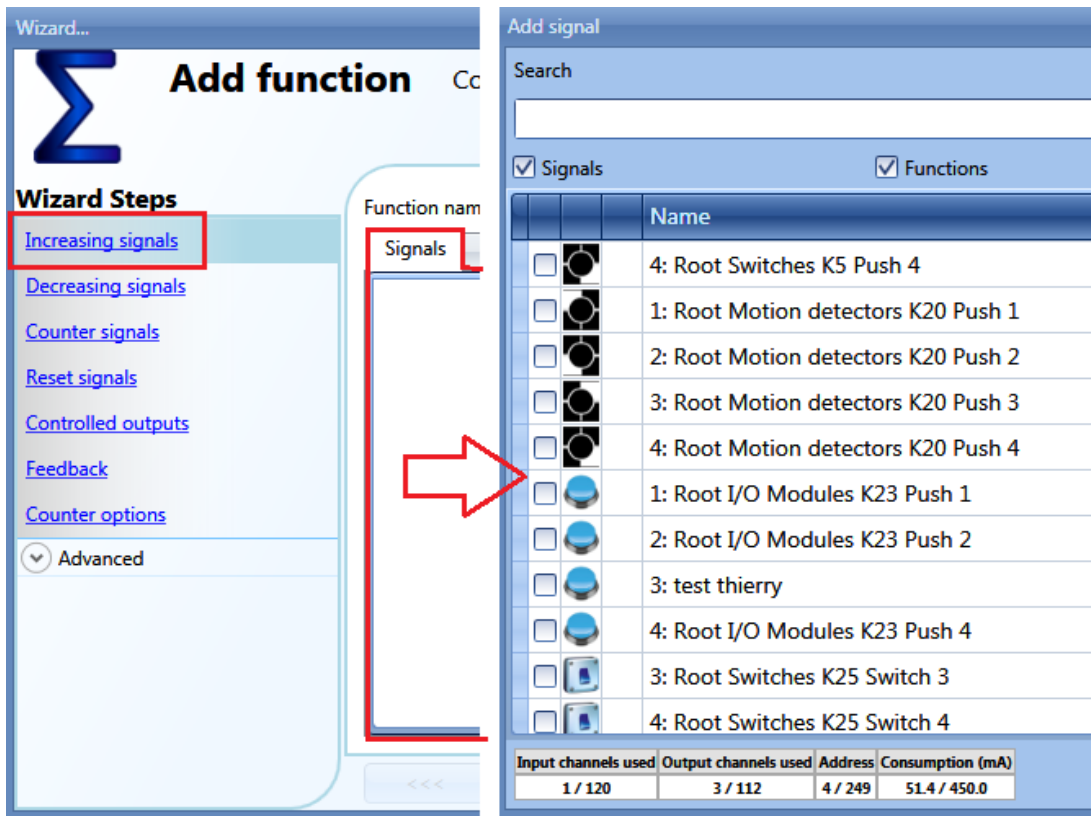 Wizard...
Add function Co
Wizard Steps
Increasing signals
Decreasing signals
Counter signals
Reset signals
Controlled outputs
Feedback
Counter options
Advanced
Function nam
Signals
<<<
Add signal
Search
Signals Functions
Name
4: Root Switches K5 Push 4
1: Root Motion detectors K20 Push 1
2: Root Motion detectors K20 Push 2
3: Root Motion detectors K20 Push 3
4: Root Motion detectors K20 Push 4
1: Root I/O Modules K23 Push 1
2: Root I/O Modules K23 Push 2
3: test thierry
4: Root I/O Modules K23 Push 4
3: Root Switches K25 Switch 3
4: Root Switches K25 Switch 4
Input channels used Output channels used Address Consumption (mA)
1 / 120 3 / 112 4 / 249 51.4 / 450.0